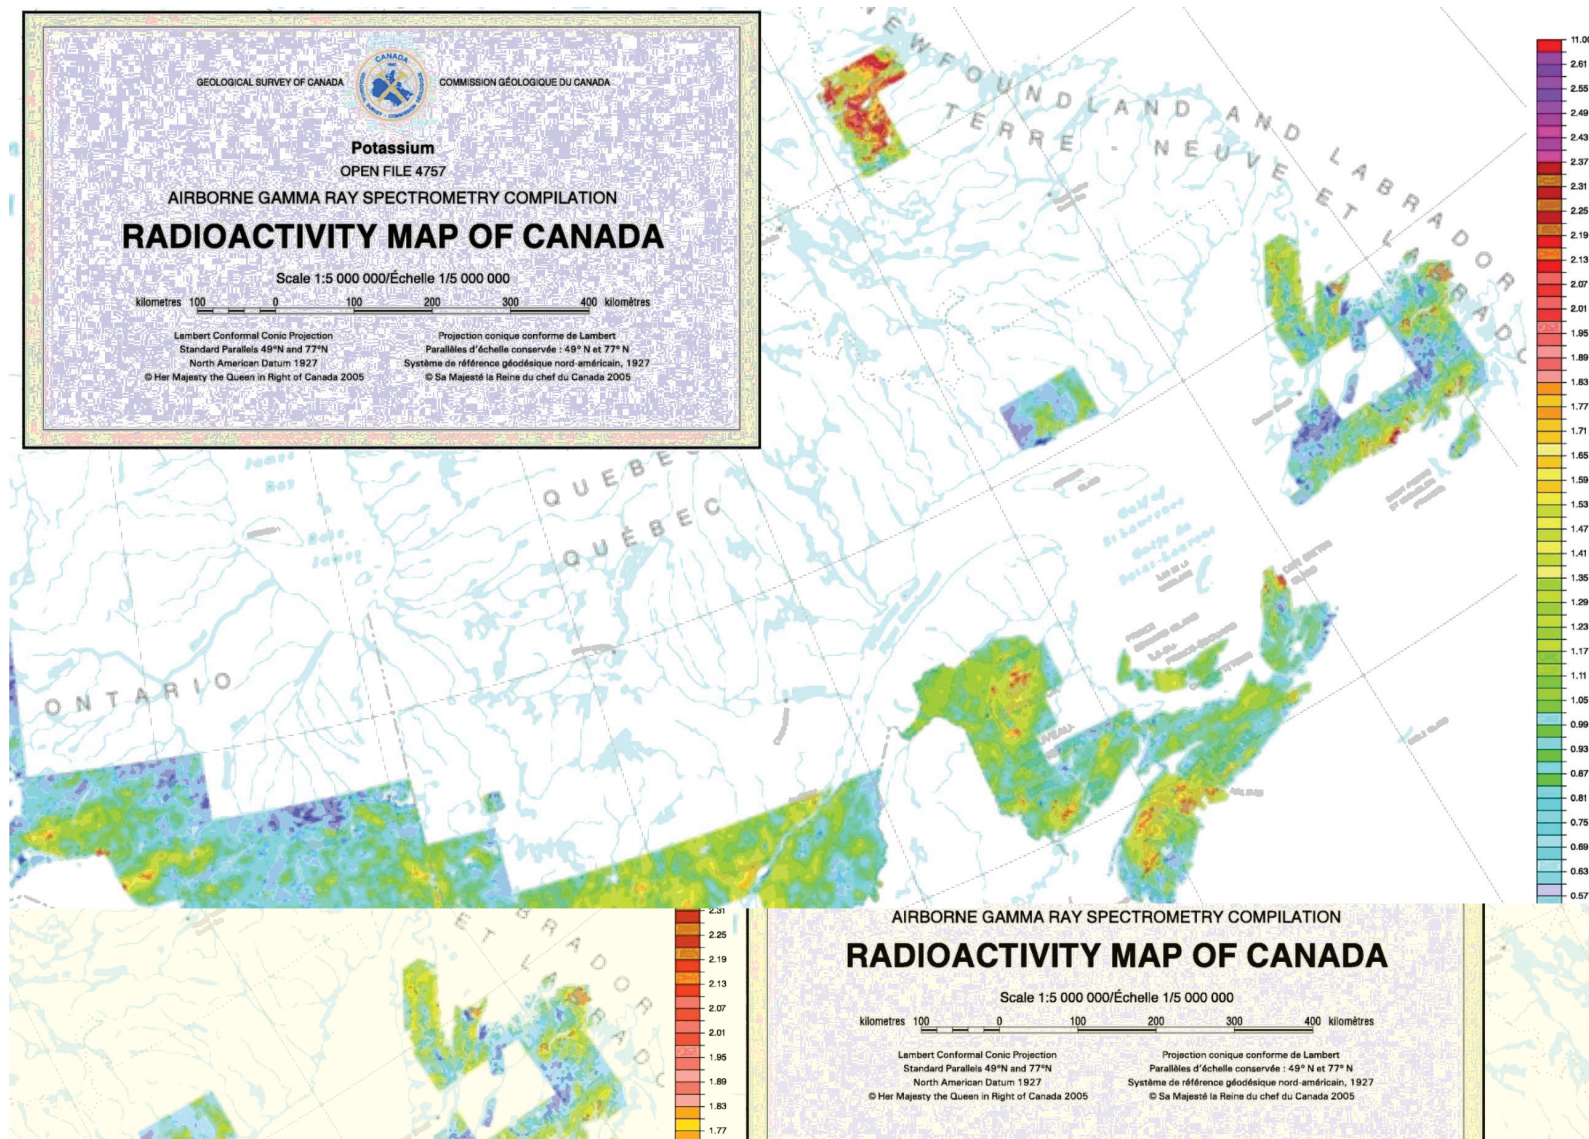 GEOLOGICAL SURVEY OF CANADA
CANADA
COMMISSION GÉOLOGIQUE DU CANADA
Potassium
OPEN FILE 4757
AIRBORNE GAMMA RAY SPECTROMETRY COMPILATION
RADIOACTIVITY MAP OF CANADA
Scale 1:5 000 000/Échelle 1/5 000 000
kilometres 100 0 100 200 300 400 kilomètres
Lambert Conformal Conic Projection
Standard Parallels 49°N and 77°N
North American Datum 1927
© Her Majesty the Queen in Right of Canada 2005
Projection conique conforme de Lambert
Parallèles d'échelle conservée : 49° N et 77° N
Système de référence géodésique nord-américain, 1927
© Sa Majesté la Reine du chef du Canada 2005
NEWFOUNDLAND AND LABRADOR
TERRE - NEUVE ET LABRADO
QUEBEC
QUÉBEC
ONTARIO
11.00
2.61
2.55
2.49
2.43
2.37
2.31
2.25
2.19
2.13
2.07
2.01
1.95
1.89
1.83
1.77
1.71
1.65
1.59
1.53
1.47
1.41
1.35
1.29
1.23
1.17
1.11
1.05
0.99
0.93
0.87
0.81
0.75
0.69
0.63
0.57
BRADOR
ET LABRADO
2.31
2.25
2.19
2.13
2.07
2.01
1.95
1.89
1.83
1.77
AIRBORNE GAMMA RAY SPECTROMETRY COMPILATION
RADIOACTIVITY MAP OF CANADA
Scale 1:5 000 000/Échelle 1/5 000 000
kilometres 100 0 100 200 300 400 kilomètres
Lambert Conformal Conic Projection
Standard Parallels 49°N and 77°N
North American Datum 1927
© Her Majesty the Queen in Right of Canada 2005
Projection conique conforme de Lambert
Parallèles d'échelle conservée : 49° N et 77° N
Système de référence géodésique nord-américain, 1927
© Sa Majesté la Reine du chef du Canada 2005